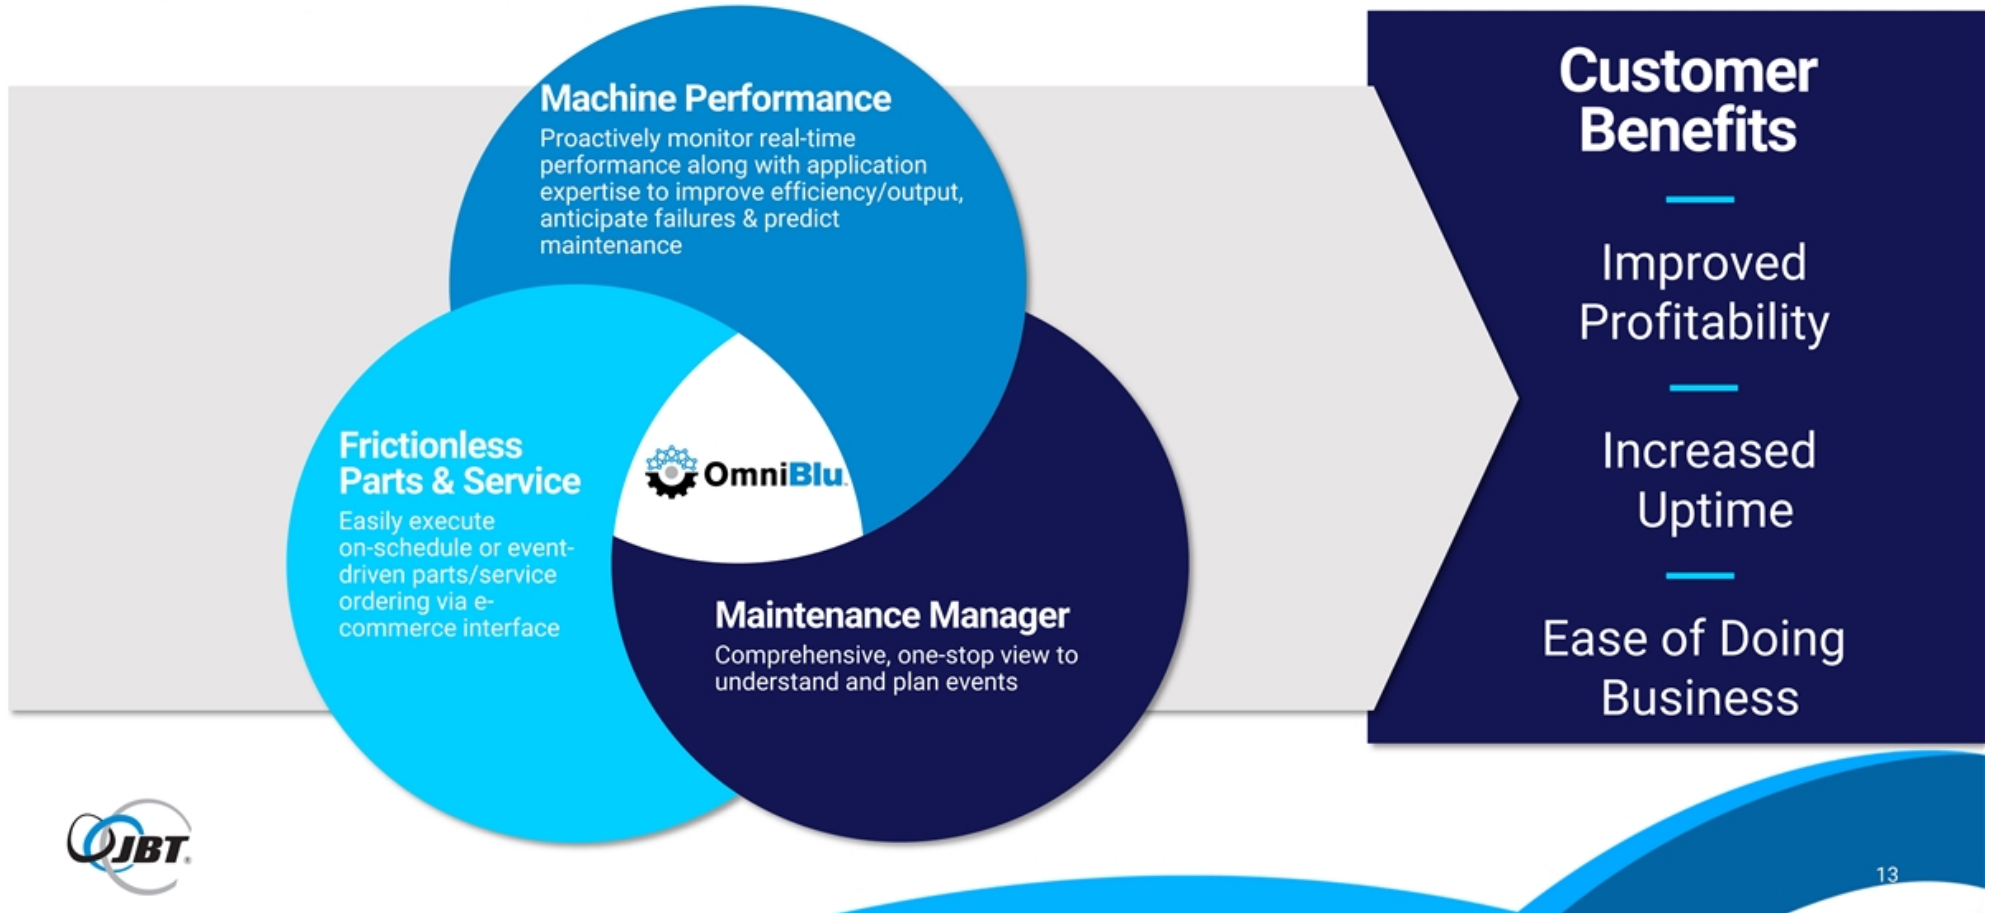 Machine Performance
Proactively monitor real-time
performance along with application
expertise to improve efficiency/output,
anticipate failures & predict
maintenance
Frictionless
Parts & Service
Easily execute
on-schedule or event-
driven parts/service
ordering via e-
commerce interface
OmniBlu
Maintenance Manager
Comprehensive, one-stop view to
understand and plan events
Customer
Benefits
Improved
Profitability
Increased
Uptime
Ease of Doing
Business
JBT®
13